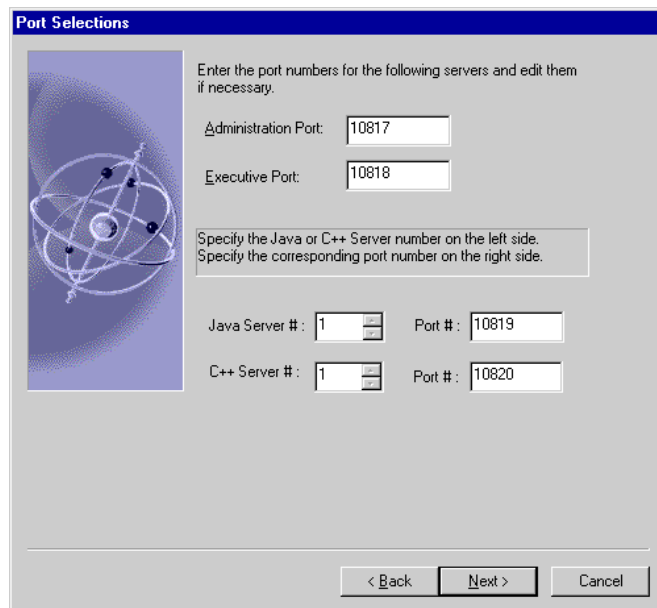 Port Selections
Enter the port numbers for the following servers and edit them
if necessary.
Administration Port: 10817
Executive Port: 10818
Specify the Java or C++ Server number on the left side.
Specify the corresponding port number on the right side.
Java Server # : 1 Port # : 10819
C++ Server # : 1 Port # : 10820
< Back Next > Cancel